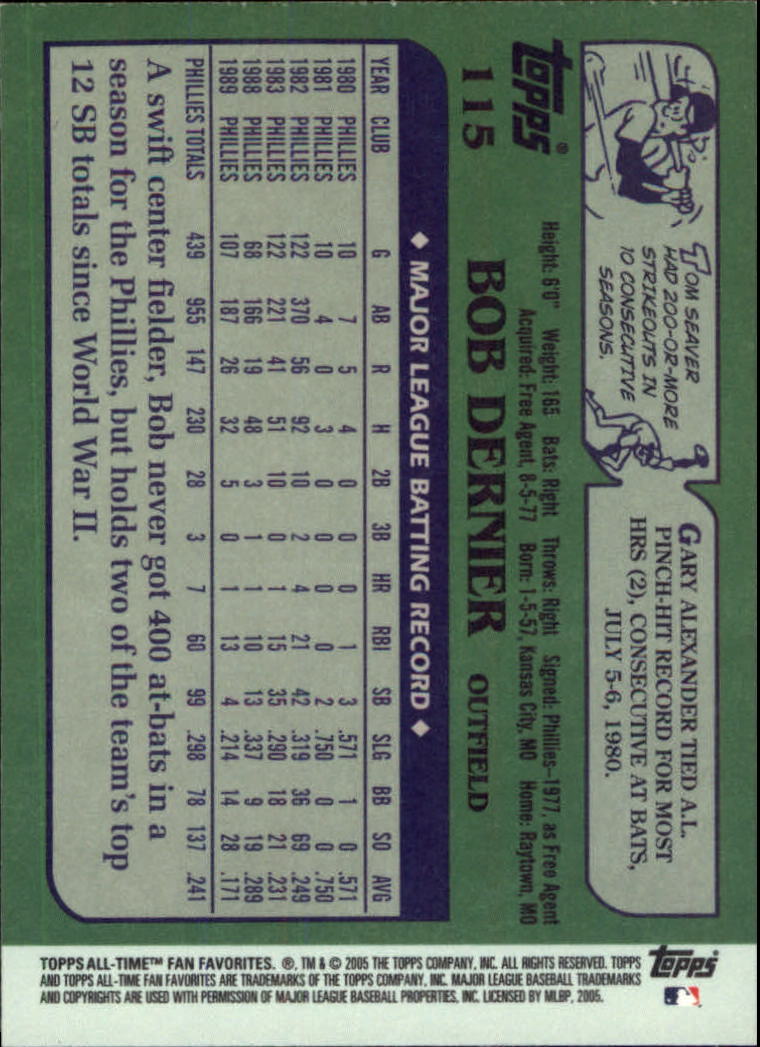 TOM SEAVER
HAD 200-OR-MORE
STRIKEOUTS IN
10 CONSECUTIVE
SEASONS.
GARY ALEXANDER TIED A.L.
PINCH-HIT RECORD FOR MOST
HRS (2), CONSECUTIVE AT BATS,
JULY 5-6, 1980.
Topps®
115
Height: 6'0" Weight: 165 Bats: Right Throws: Right Signed: Phillies-1977, as Free Agent
Acquired: Free Agent, 8-5-77 Born: 1-5-57, Kansas City, MO Home: Raytown, MO
BOB DERNIER OUTFIELD
◆ MAJOR LEAGUE BATTING RECORD ◆
YEAR CLUB G AB R H 2B 3B HR RBI SB SLG BB SO AVG
1980 PHILLIES 10 7 5 4 0 0 0 1 3 .571 1 0 .571
1981 PHILLIES 10 4 0 3 0 0 0 0 2 .750 0 0 .750
1982 PHILLIES 122 370 56 92 10 2 4 21 42 .319 36 69 .249
1983 PHILLIES 122 221 41 51 10 0 1 15 35 .290 18 21 .231
1988 PHILLIES 68 166 19 48 3 1 1 10 13 .337 9 19 .289
1989 PHILLIES 107 187 26 32 5 0 1 13 4 .214 14 28 .171
PHILLIES TOTALS 439 955 147 230 28 3 7 60 99 .298 78 137 .241
A swift center fielder, Bob never got 400 at-bats in a
season for the Phillies, but holds two of the team's top
12 SB totals since World War II.
TOPPS ALL-TIME™ FAN FAVORITES. ®, TM & © 2005 THE TOPPS COMPANY, INC. ALL RIGHTS RESERVED. TOPPS
AND TOPPS ALL-TIME FAN FAVORITES ARE TRADEMARKS OF THE TOPPS COMPANY, INC. MAJOR LEAGUE BASEBALL TRADEMARKS
AND COPYRIGHTS ARE USED WITH PERMISSION OF MAJOR LEAGUE BASEBALL PROPERTIES, INC. LICENSED BY MLBP, 2005.
Topps